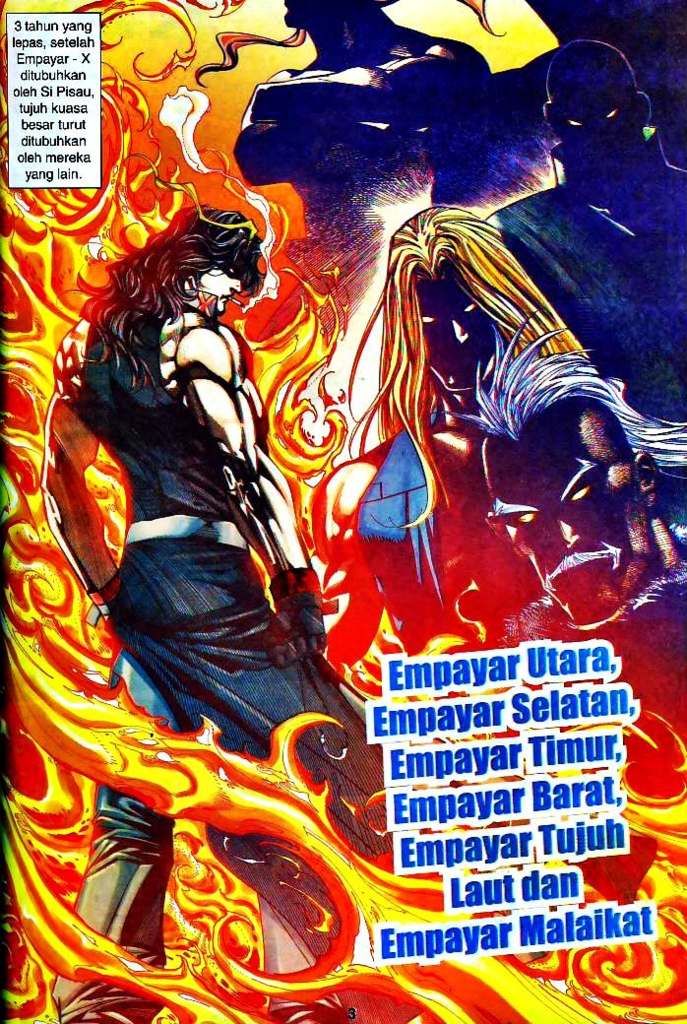 3 tahun yang
lepas, setelah
Empayar - X
ditubuhkan
oleh Si Pisau,
tujuh kuasa
besar turut
ditubuhkan
oleh mereka
yang lain.
Empayar Utara,
Empayar Selatan,
Empayar Timur,
Empayar Barat,
Empayar Tujuh
Laut dan
Empayar Malaikat
3